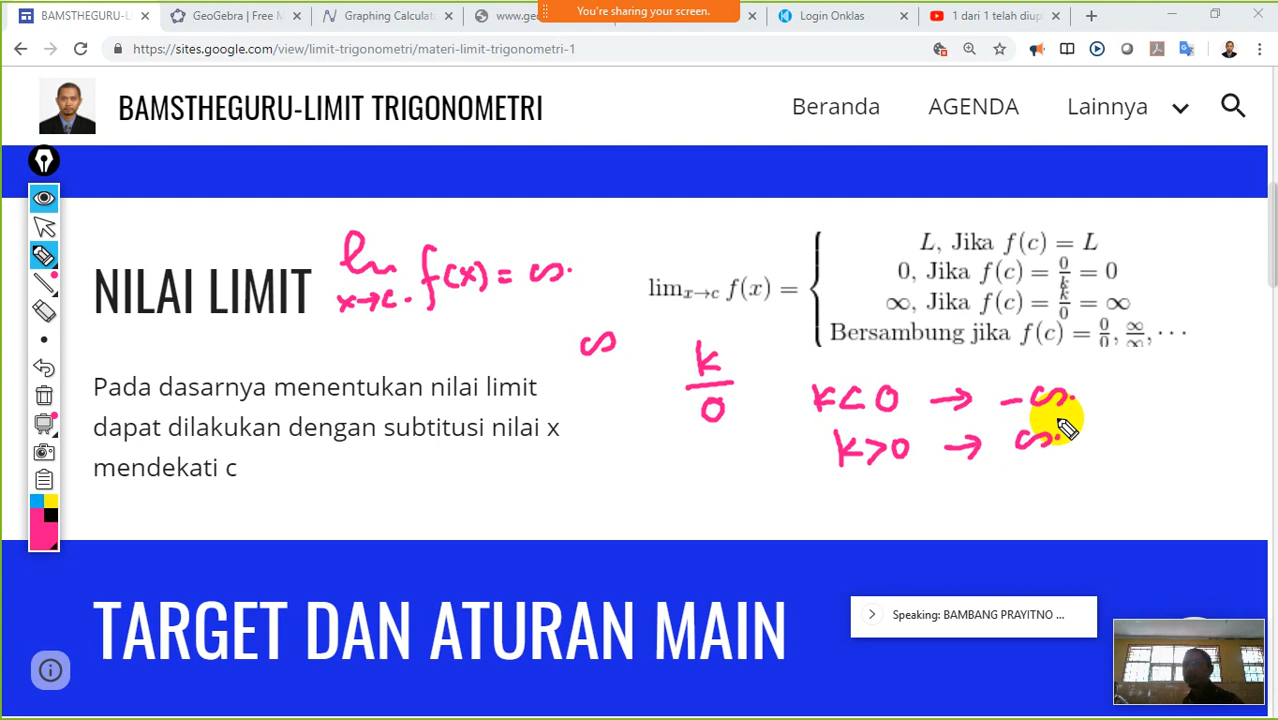 BAMSTHEGURU-LI
GeoGebra | Free M
Graphing Calculat
www.geo
You're sharing your screen.
Login Onklas
1 dari 1 telah diup
https://sites.google.com/view/limit-trigonometri/materi-limit-trigonometri-1
BAMSTHEGURU-LIMIT TRIGONOMETRI
Beranda
AGENDA
Lainnya
NILAI LIMIT
lim x→c f(x) = ∞
lim_{x→c} f(x) =
L, Jika f(c) = L
0, Jika f(c) = 0/k = 0
∞, Jika f(c) = k/0 = ∞
Bersambung jika f(c) = 0/0, ∞/∞, ⋯
∞
k/0
k<0 → -∞
k>0 → ∞
Pada dasarnya menentukan nilai limit
dapat dilakukan dengan subtitusi nilai x
mendekati c
TARGET DAN ATURAN MAIN
Speaking: BAMBANG PRAYITNO ...